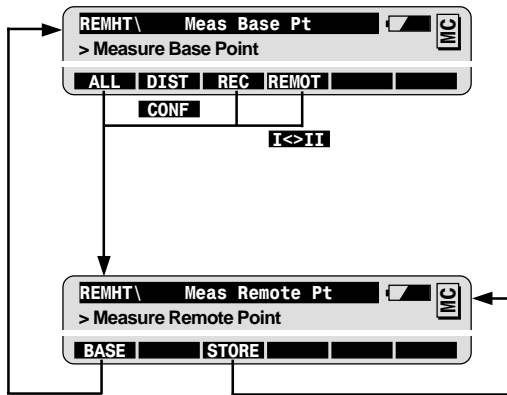 REMHT\ Meas Base Pt MC
> Measure Base Point
ALL DIST REC REMOT
CONF
I<>II
REMHT\ Meas Remote Pt MC
> Measure Remote Point
BASE STORE